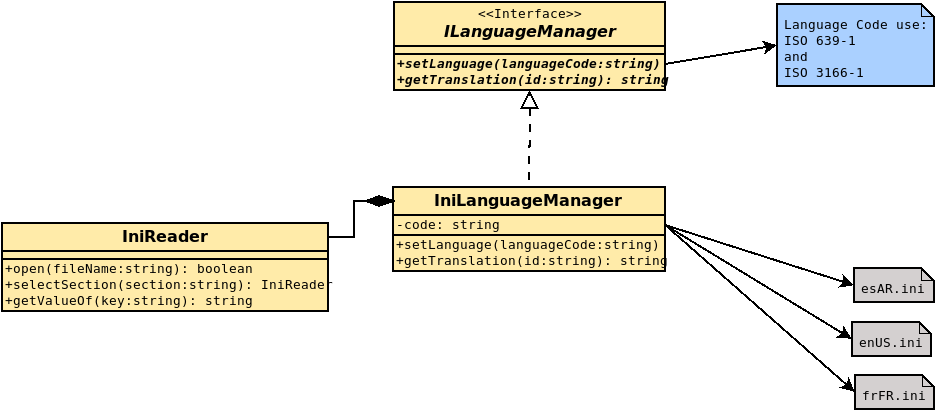 <<Interface>>
ILanguageManager
+setLanguage(languageCode:string)
+getTranslation(id:string): string
Language Code use:
ISO 639-1
and
ISO 3166-1
IniLanguageManager
-code: string
+setLanguage(languageCode:string)
+getTranslation(id:string): string
IniReader
+open(fileName:string): boolean
+selectSection(section:string): IniReader
+getValueOf(key:string): string
esAR.ini
enUS.ini
frFR.ini